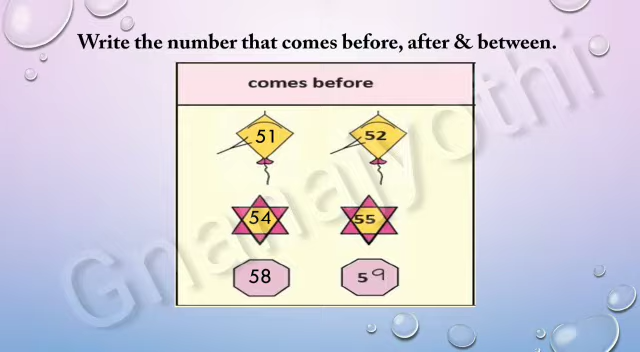 Write the number that comes before, after & between.
comes before
51 52
54 55
58 59
Gnanajyothi